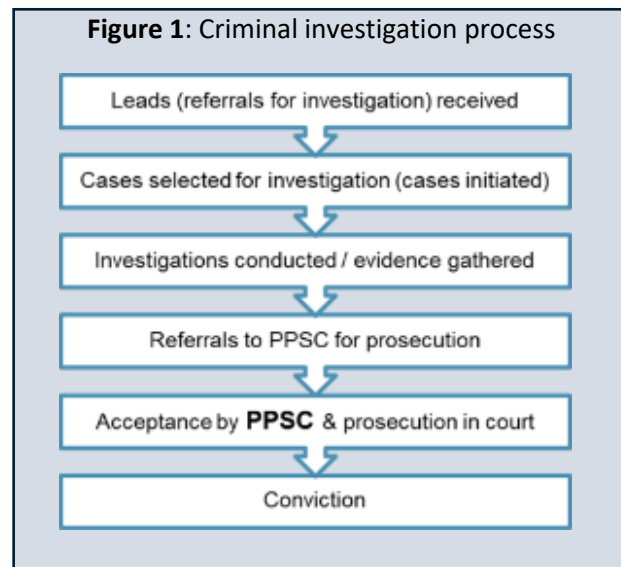 Figure 1: Criminal investigation process
Leads (referrals for investigation) received
Cases selected for investigation (cases initiated)
Investigations conducted / evidence gathered
Referrals to PPSC for prosecution
Acceptance by PPSC & prosecution in court
Conviction